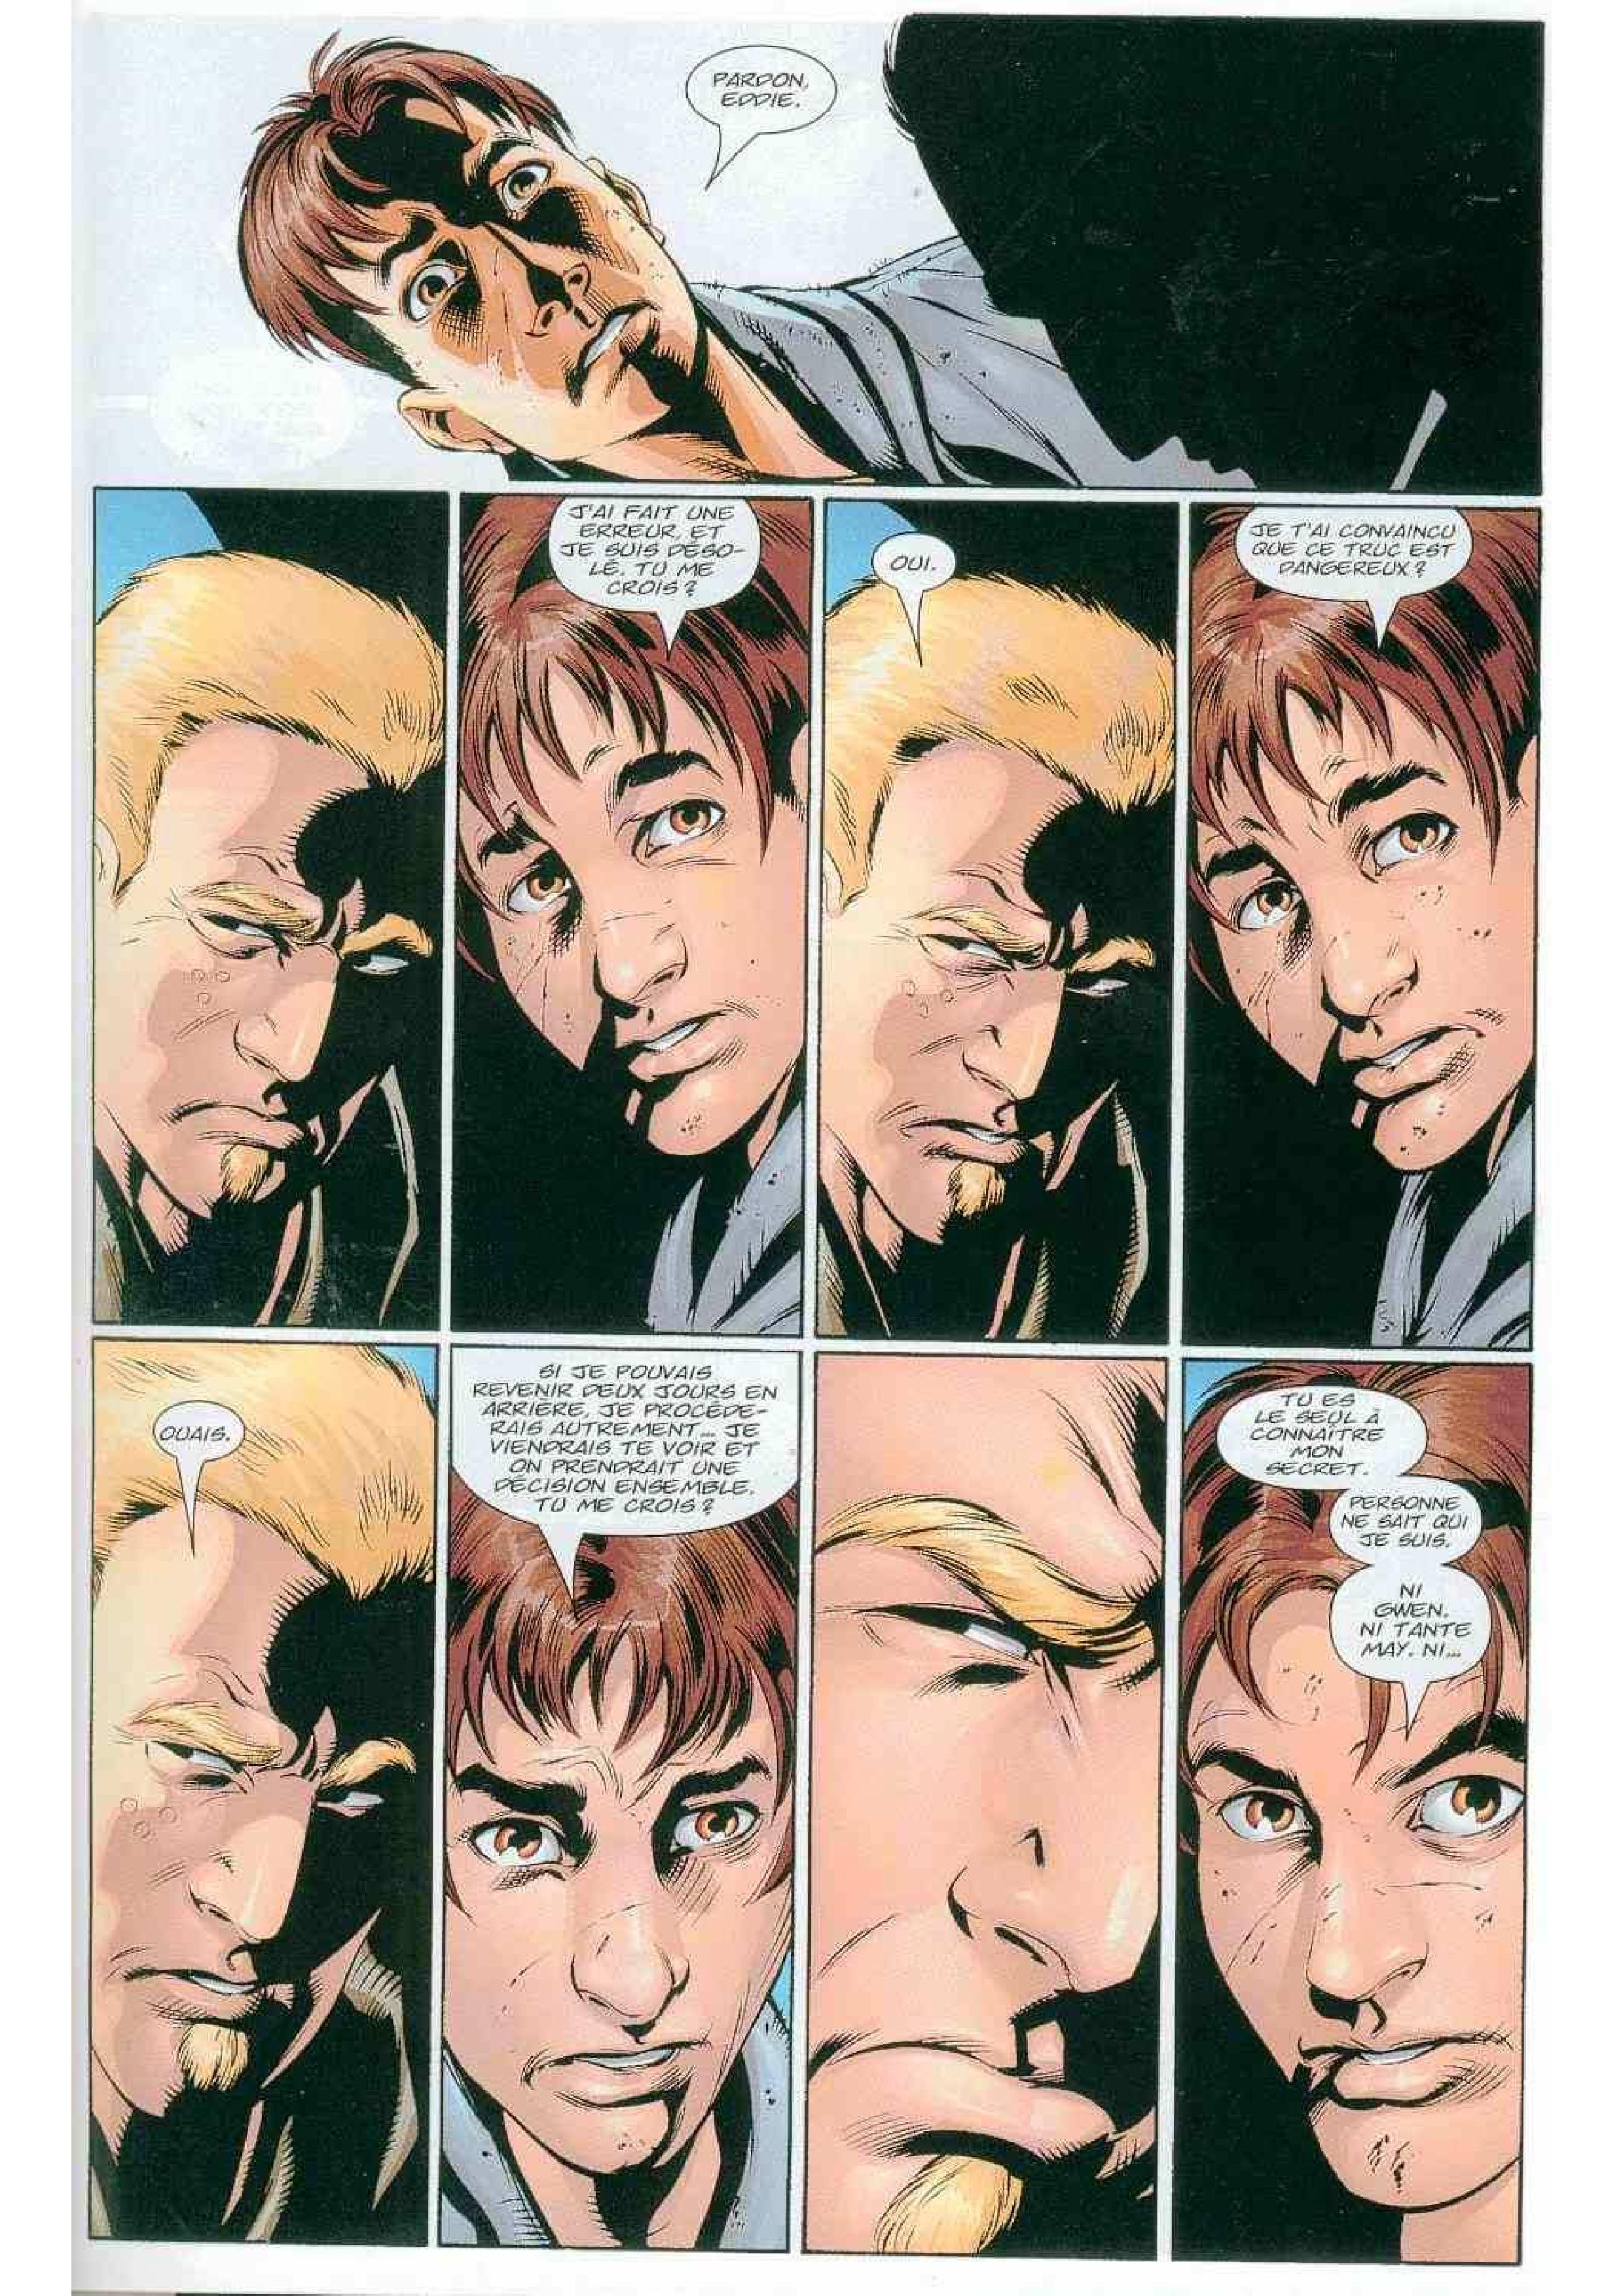 PARDON,
EDDIE.
J'AI FAIT UNE
ERREUR, ET
JE SUIS DÉSO-
LÉ. TU ME
CROIS ?
OUI.
JE T'AI CONVAINCU
QUE CE TRUC EST
DANGEREUX ?
OUAIS.
SI JE POUVAIS
REVENIR DEUX JOURS EN
ARRIÈRE, JE PROCÉDE-
RAIS AUTREMENT... JE
VIENDRAIS TE VOIR ET
ON PRENDRAIT UNE
DÉCISION ENSEMBLE.
TU ME CROIS ?
TU ES
LE SEUL À
CONNAÎTRE
MON
SECRET.
PERSONNE
NE SAIT QUI
JE SUIS.
NI
GWEN.
NI TANTE
MAY. NI...